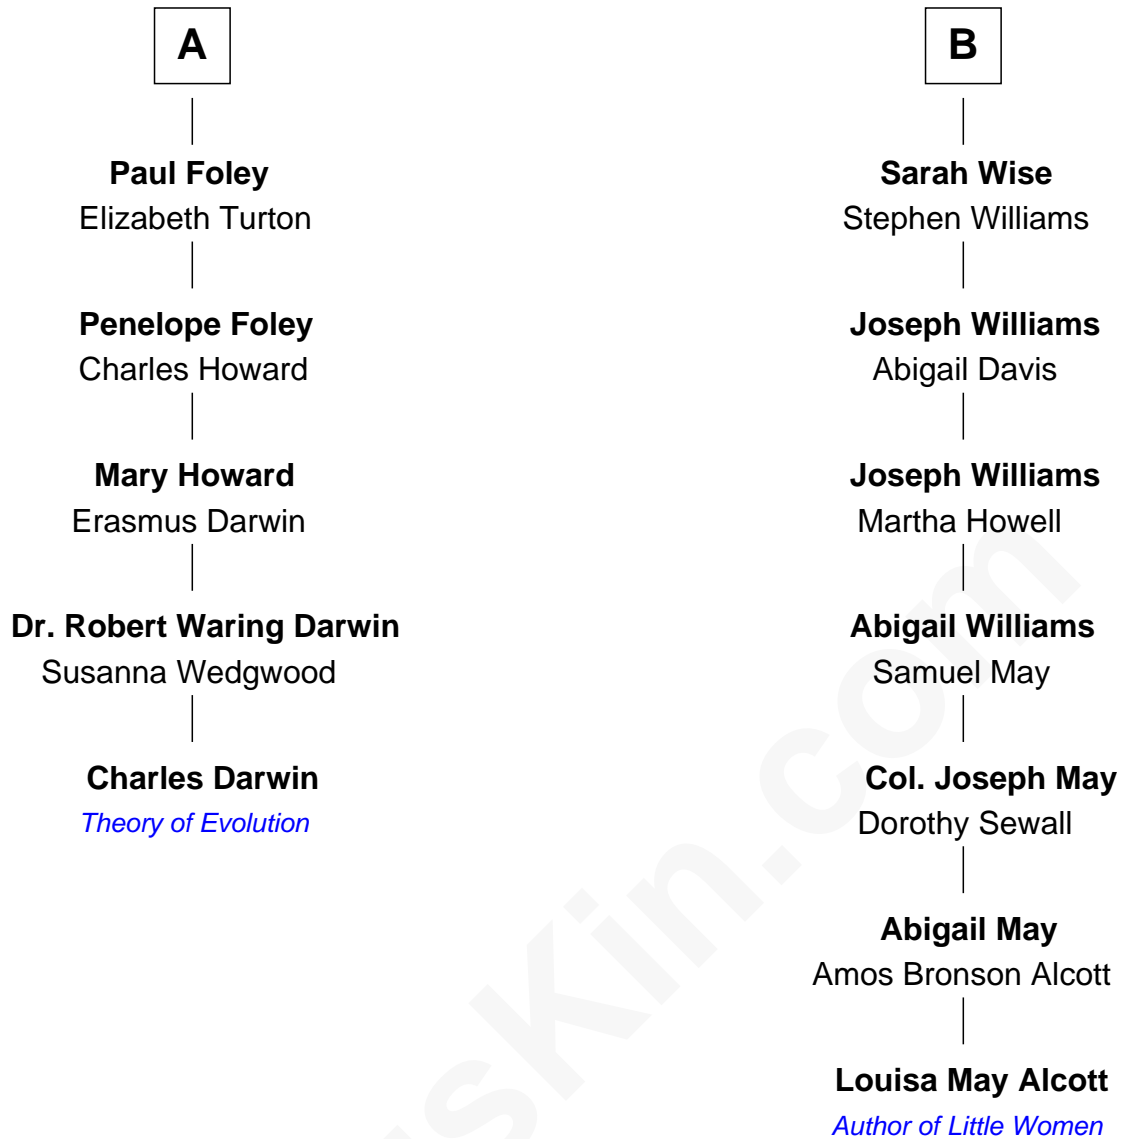 A
Paul Foley
Elizabeth Turton
Penelope Foley
Charles Howard
Mary Howard
Erasmus Darwin
Dr. Robert Waring Darwin
Susanna Wedgwood
Charles Darwin
Theory of Evolution
B
Sarah Wise
Stephen Williams
Joseph Williams
Abigail Davis
Joseph Williams
Martha Howell
Abigail Williams
Samuel May
Col. Joseph May
Dorothy Sewall
Abigail May
Amos Bronson Alcott
Louisa May Alcott
Author of Little Women
sKin.com